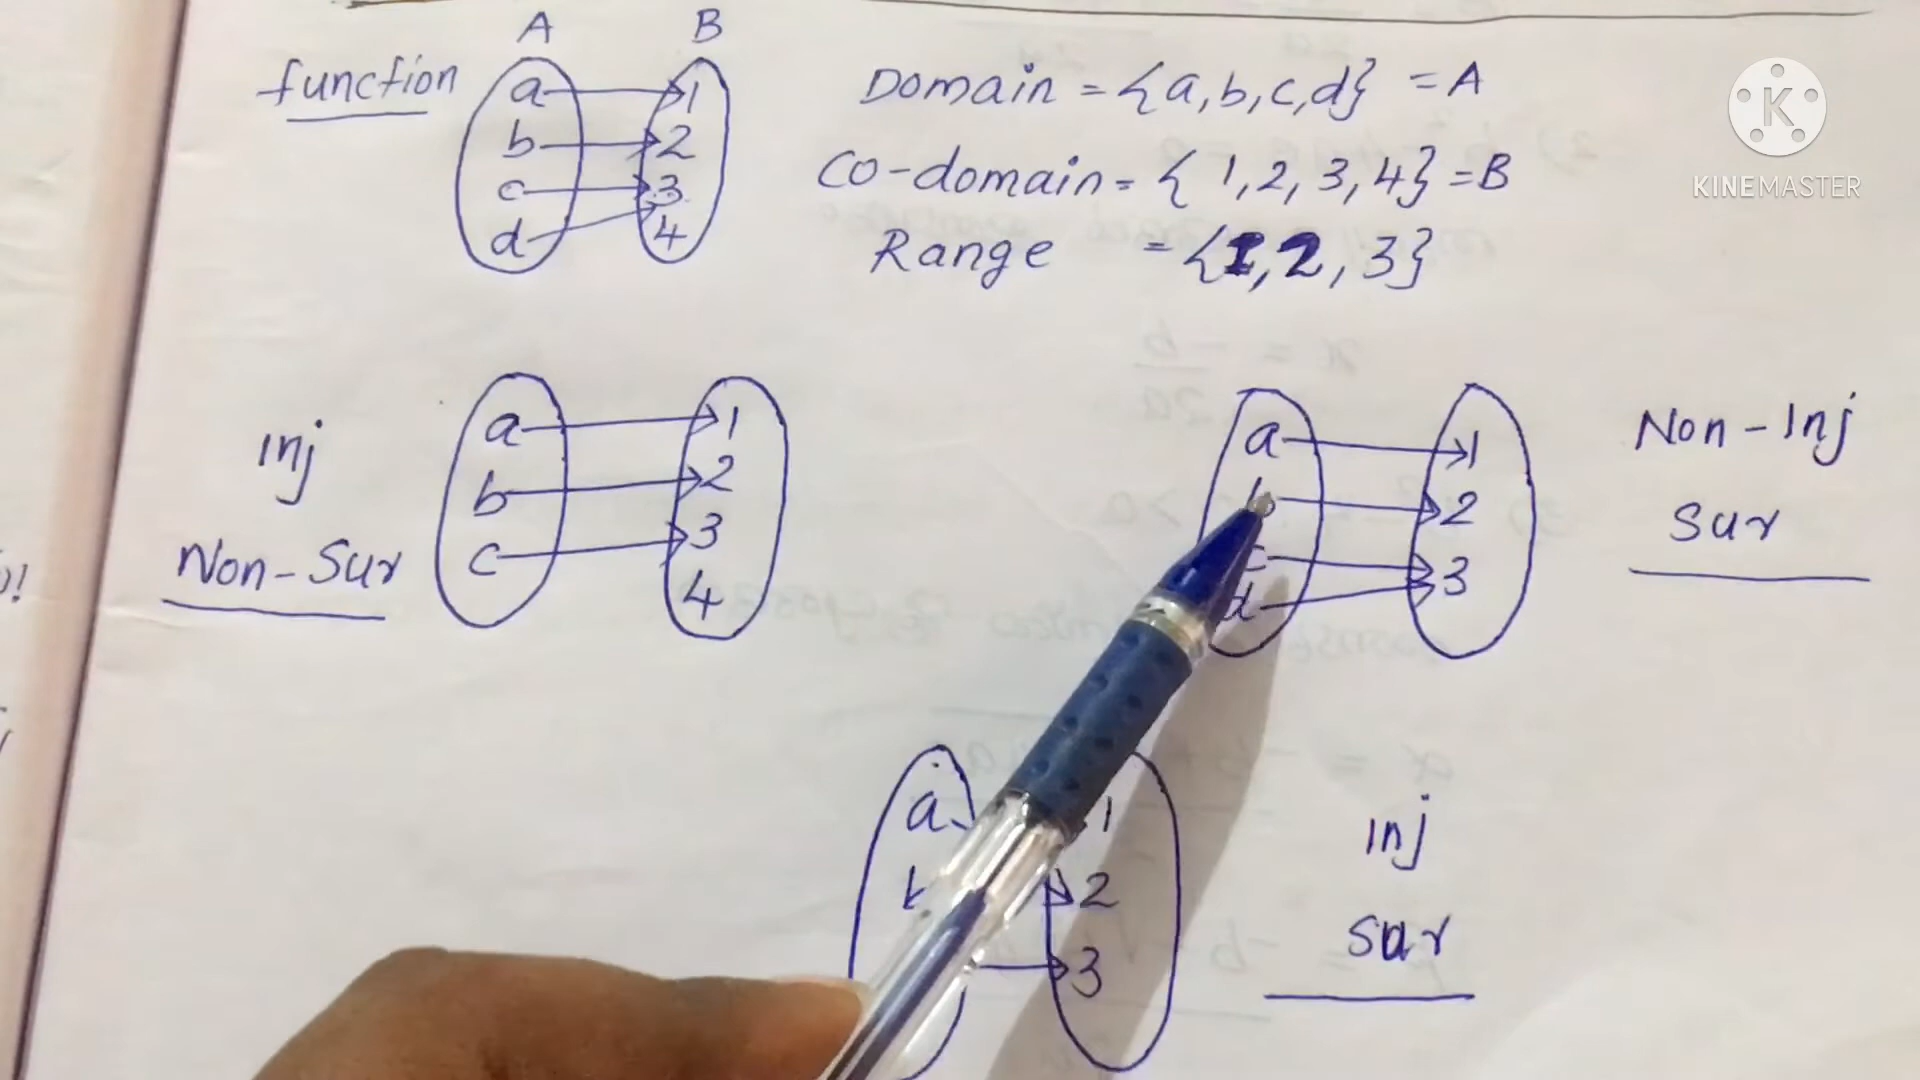 A B
function
a 1
b 2
c 3
d 4
Domain = {a,b,c,d} = A
Co-domain = {1,2,3,4} = B
Range = {1,2,3}
KINEMASTER
Inj
Non-Sur
a 1
b 2
c 3
4
a 1
b 2
c 3
d
Non-Inj
Sur
a 1
b 2
3
Inj
Sur